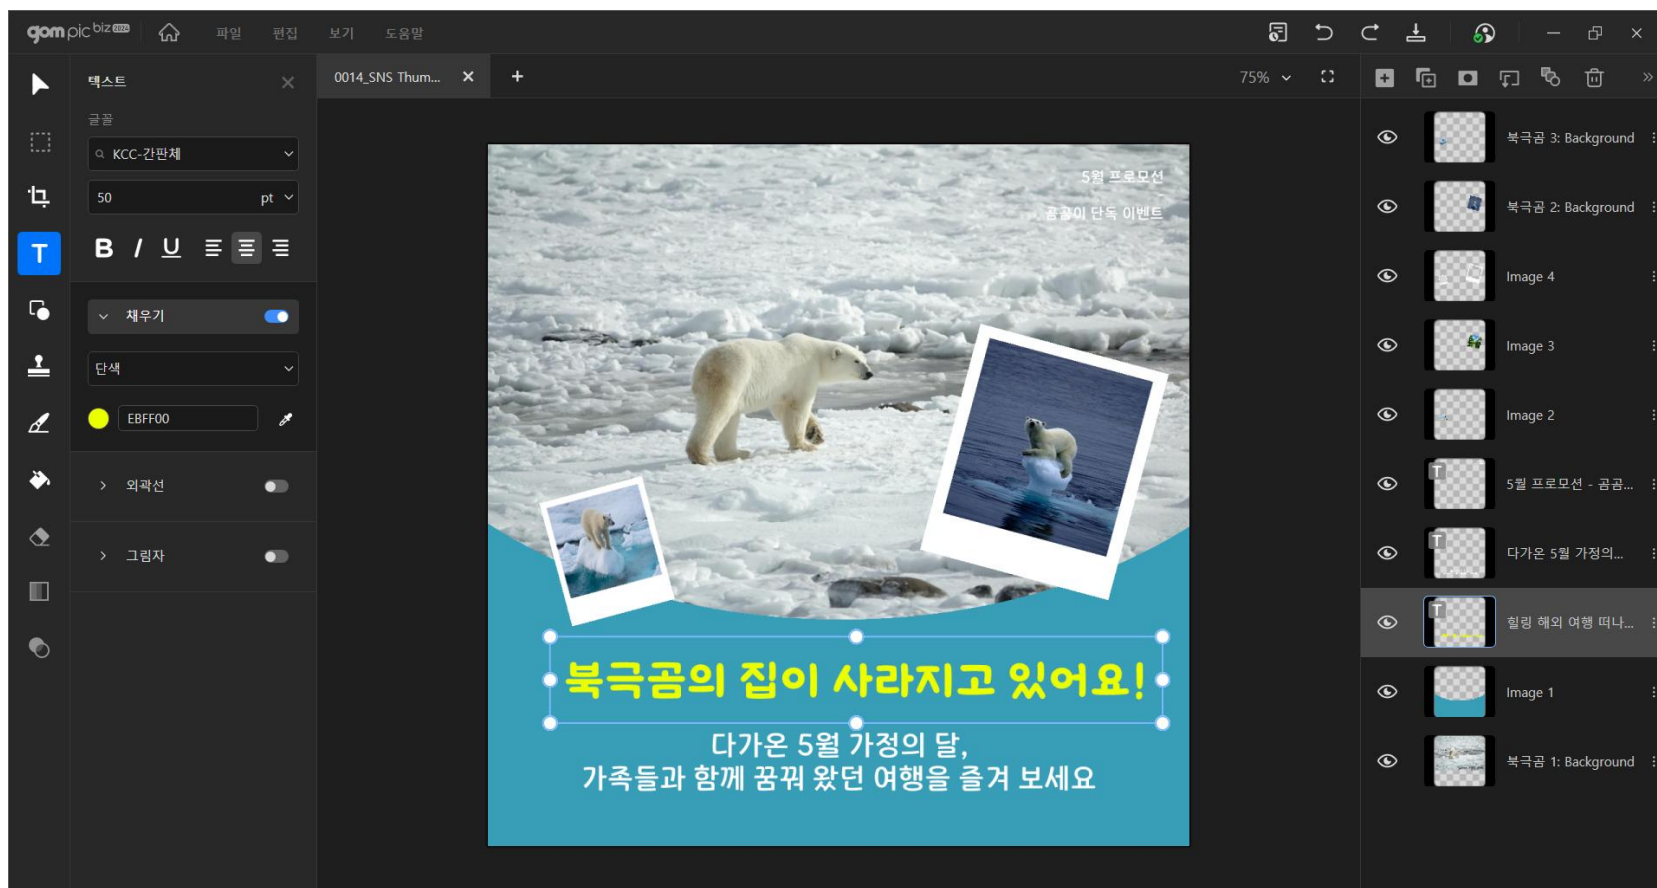 gom pic biz 2024
파일 편집 보기 도움말
텍스트
0014_SNS Thum...
75%
글꼴
KCC-간판체
50 pt
B I U
T
채우기
단색
EBFF00
외곽선
그림자
5월 프로모션
곰곰이 단독 이벤트
북극곰의 집이 사라지고 있어요!
다가온 5월 가정의 달,
가족들과 함께 꿈꿔 왔던 여행을 즐겨 보세요
북극곰 3: Background
북극곰 2: Background
Image 4
Image 3
Image 2
T 5월 프로모션 - 곰곰...
T 다가온 5월 가정의...
T 힐링 해외 여행 떠나...
Image 1
북극곰 1: Background